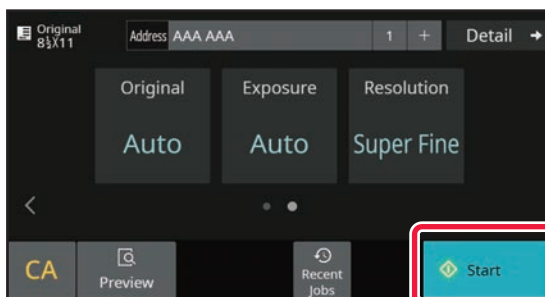 Original
8½X11
Address AAA AAA 1 + Detail →
Original Exposure Resolution
Auto Auto Super Fine
CA Preview Recent Jobs Start